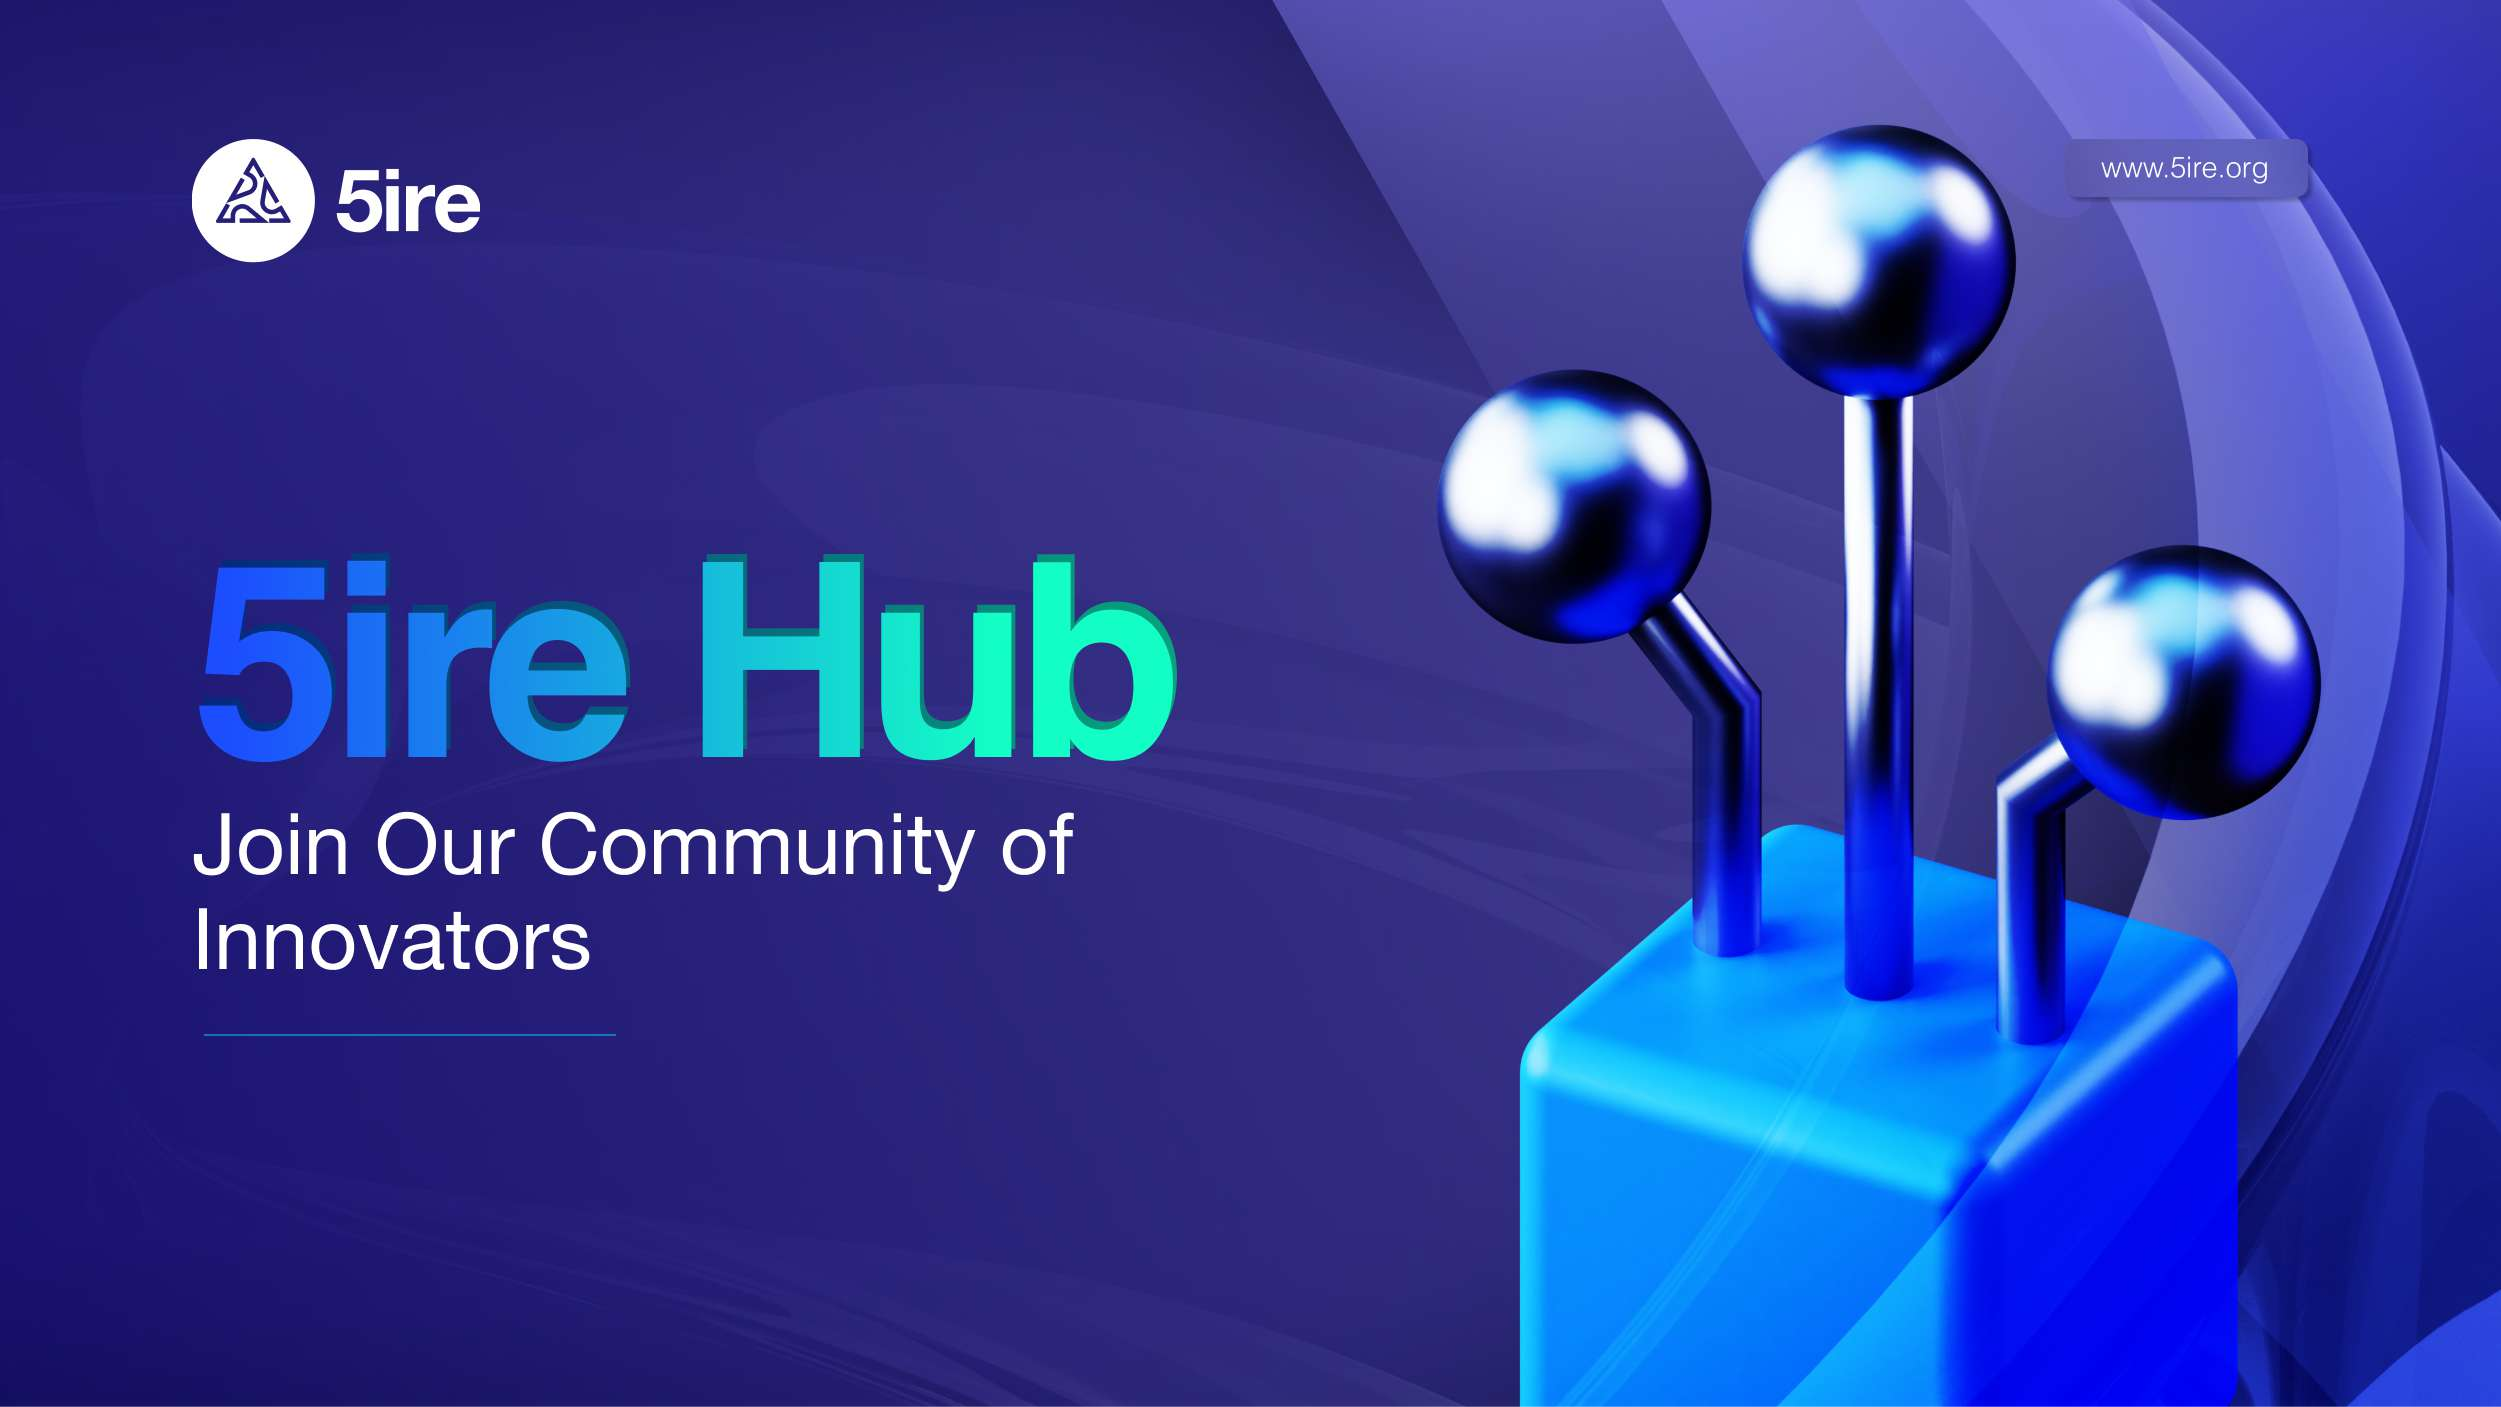 5ire
www.5ire.org
5ire Hub
Join Our Community of
Innovators